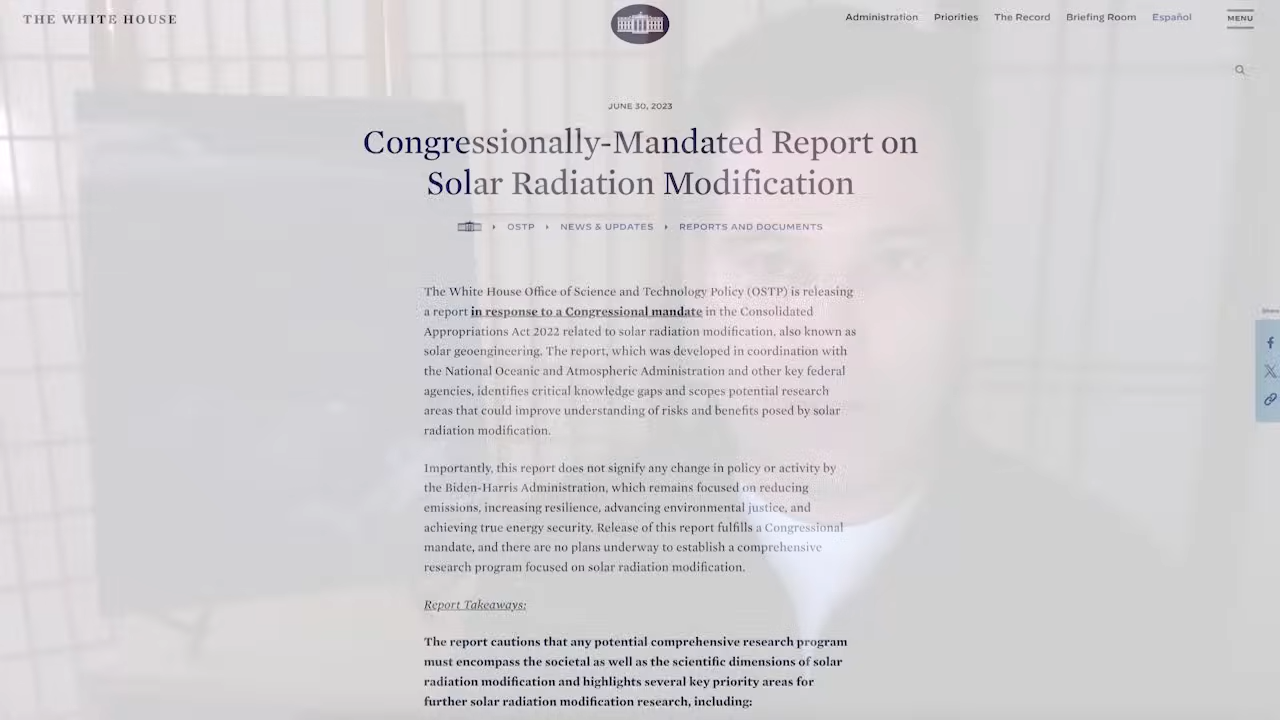 THE WHITE HOUSE
Administration Priorities The Record Briefing Room Español MENU
JUNE 30, 2023
Congressionally-Mandated Report on
Solar Radiation Modification
OSTP NEWS & UPDATES REPORTS AND DOCUMENTS
The White House Office of Science and Technology Policy (OSTP) is releasing
a report in response to a Congressional mandate in the Consolidated
Appropriations Act 2022 related to solar radiation modification, also known as
solar geoengineering. The report, which was developed in coordination with
the National Oceanic and Atmospheric Administration and other key federal
agencies, identifies critical knowledge gaps and scopes potential research
areas that could improve understanding of risks and benefits posed by solar
radiation modification.
Share
Importantly, this report does not signify any change in policy or activity by
the Biden-Harris Administration, which remains focused on reducing
emissions, increasing resilience, advancing environmental justice, and
achieving true energy security. Release of this report fulfills a Congressional
mandate, and there are no plans underway to establish a comprehensive
research program focused on solar radiation modification.
Report Takeaways:
The report cautions that any potential comprehensive research program
must encompass the societal as well as the scientific dimensions of solar
radiation modification and highlights several key priority areas for
further solar radiation modification research, including: